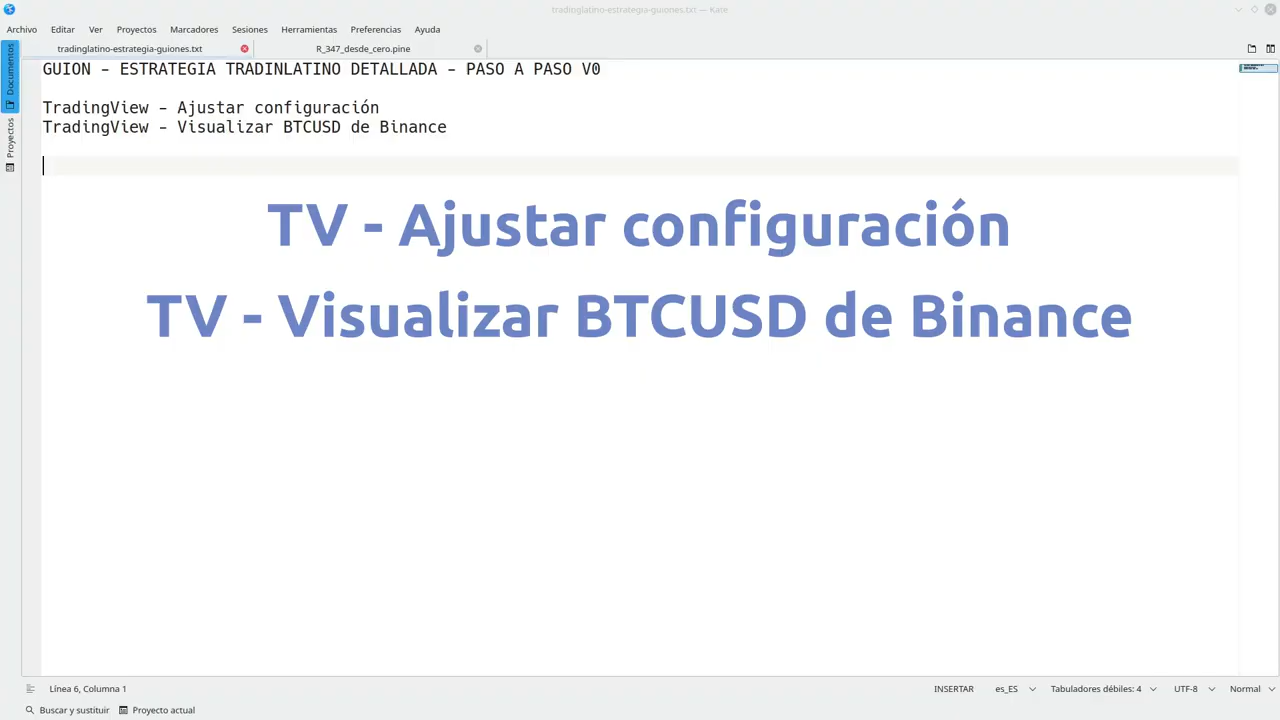 tradinglatino-estrategia-guiones.txt — Kate
Archivo Editar Ver Proyectos Marcadores Sesiones Herramientas Preferencias Ayuda
tradinglatino-estrategia-guiones.txt R_347_desde_cero.pine
Documentos
Proyectos
GUION - ESTRATEGIA TRADINLATINO DETALLADA - PASO A PASO V0
TradingView - Ajustar configuración
TradingView - Visualizar BTCUSD de Binance
TV - Ajustar configuración
TV - Visualizar BTCUSD de Binance
Línea 6, Columna 1 INSERTAR es_ES Tabuladores débiles: 4 UTF-8 Normal
Buscar y sustituir Proyecto actual